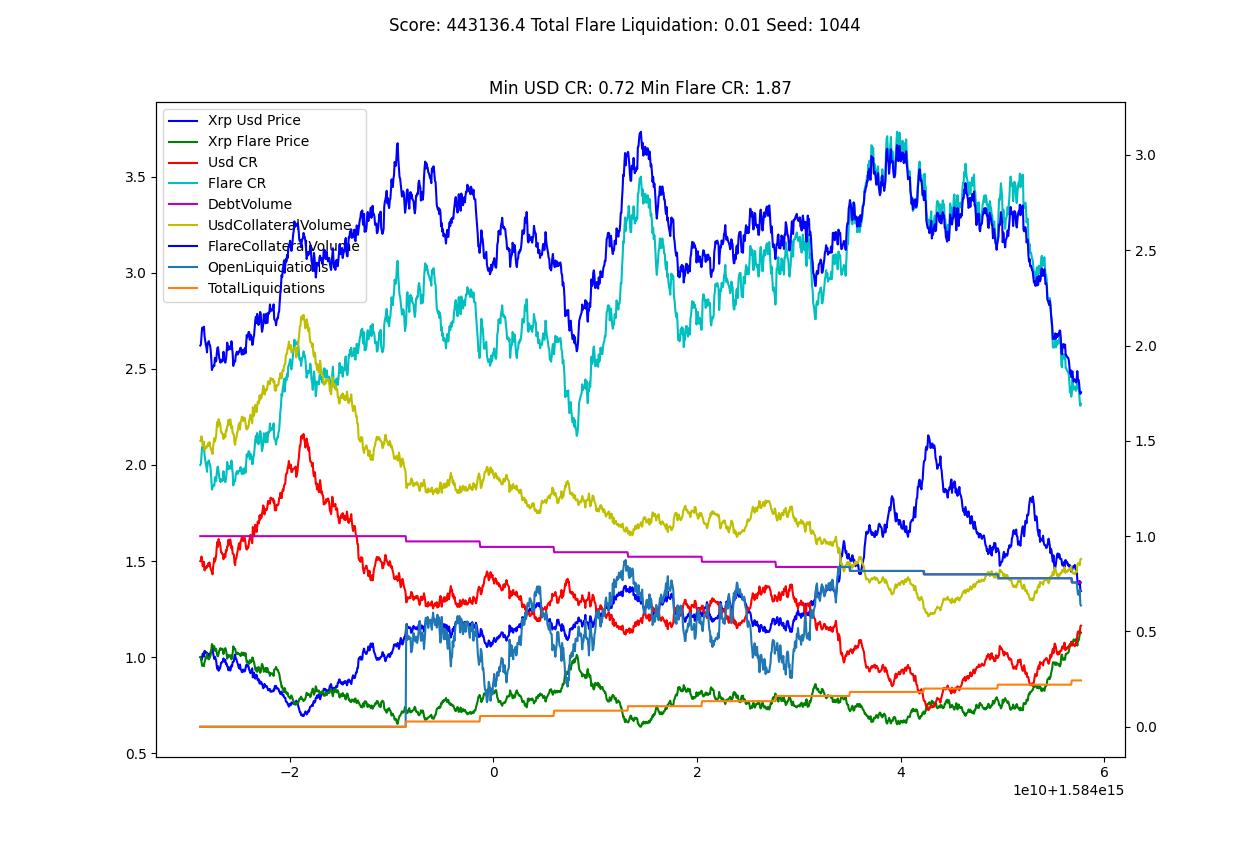 Score: 443136.4 Total Flare Liquidation: 0.01 Seed: 1044
Min USD CR: 0.72 Min Flare CR: 1.87
Xrp Usd Price
Xrp Flare Price
Usd CR
Flare CR
DebtVolume
UsdCollateralVolume
FlareCollateralVolume
OpenLiquidations
TotalLiquidations
3.5
3.0
2.5
2.0
1.5
1.0
0.5
3.0
2.5
2.0
1.5
1.0
0.5
0.0
−2 0 2 4 6
1e10+1.584e15